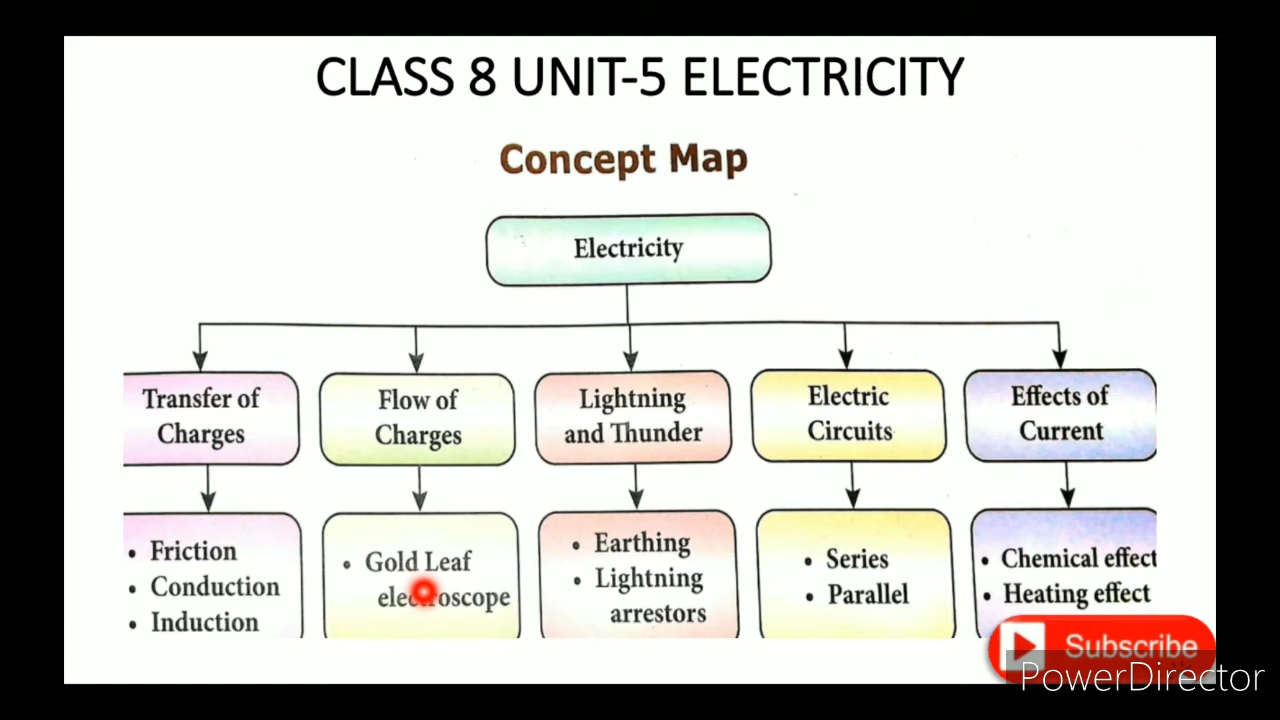 CLASS 8 UNIT-5 ELECTRICITY
Concept Map
Electricity
Transfer of
Charges
Flow of
Charges
Lightning
and Thunder
Electric
Circuits
Effects of
Current
• Friction
• Conduction
• Induction
• Gold Leaf
electroscope
• Earthing
• Lightning
arrestors
• Series
• Parallel
• Chemical effect
• Heating effect
Subscribe
PowerDirector